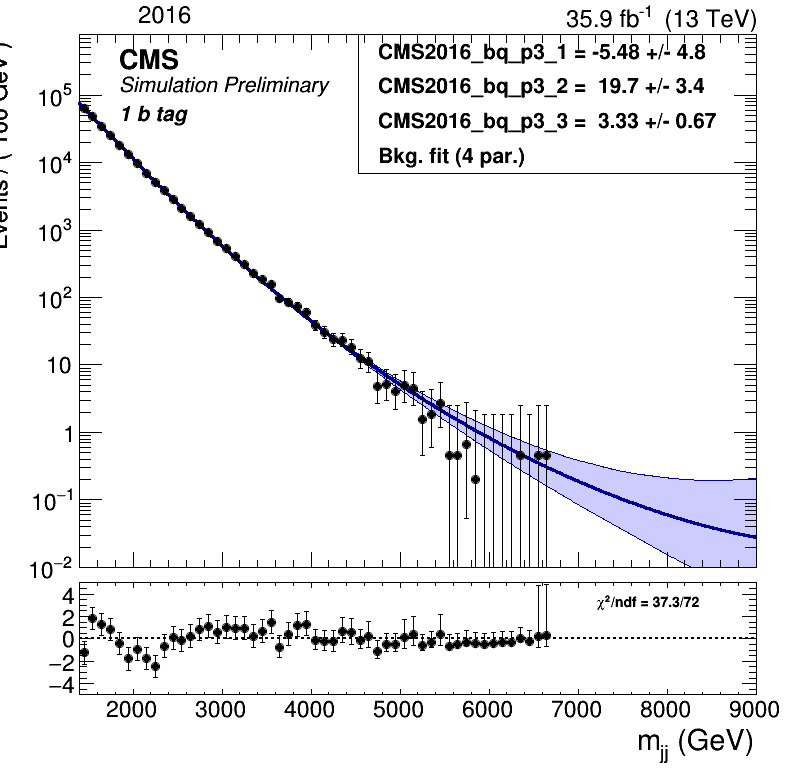 2016
35.9 fb⁻¹ (13 TeV)
CMS
Simulation Preliminary
1 b tag
CMS2016_bq_p3_1 = -5.48 +/- 4.8
CMS2016_bq_p3_2 = 19.7 +/- 3.4
CMS2016_bq_p3_3 = 3.33 +/- 0.67
Bkg. fit (4 par.)
Events / ( 100 GeV )
10⁵
10⁴
10³
10²
10
1
10⁻¹
10⁻²
4
2
0
−2
−4
χ²/ndf = 37.3/72
2000 3000 4000 5000 6000 7000 8000 9000
m_jj (GeV)